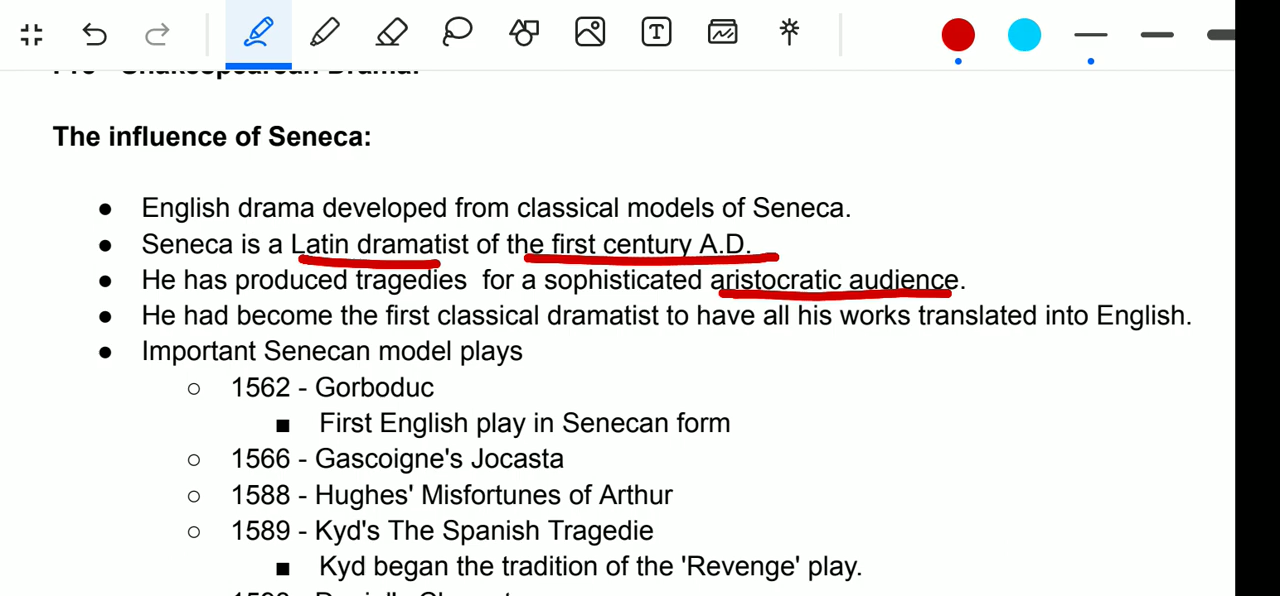 The influence of Seneca:
● English drama developed from classical models of Seneca.
● Seneca is a Latin dramatist of the first century A.D.
● He has produced tragedies for a sophisticated aristocratic audience.
● He had become the first classical dramatist to have all his works translated into English.
● Important Senecan model plays
○ 1562 - Gorboduc
■ First English play in Senecan form
○ 1566 - Gascoigne's Jocasta
○ 1588 - Hughes' Misfortunes of Arthur
○ 1589 - Kyd's The Spanish Tragedie
■ Kyd began the tradition of the 'Revenge' play.